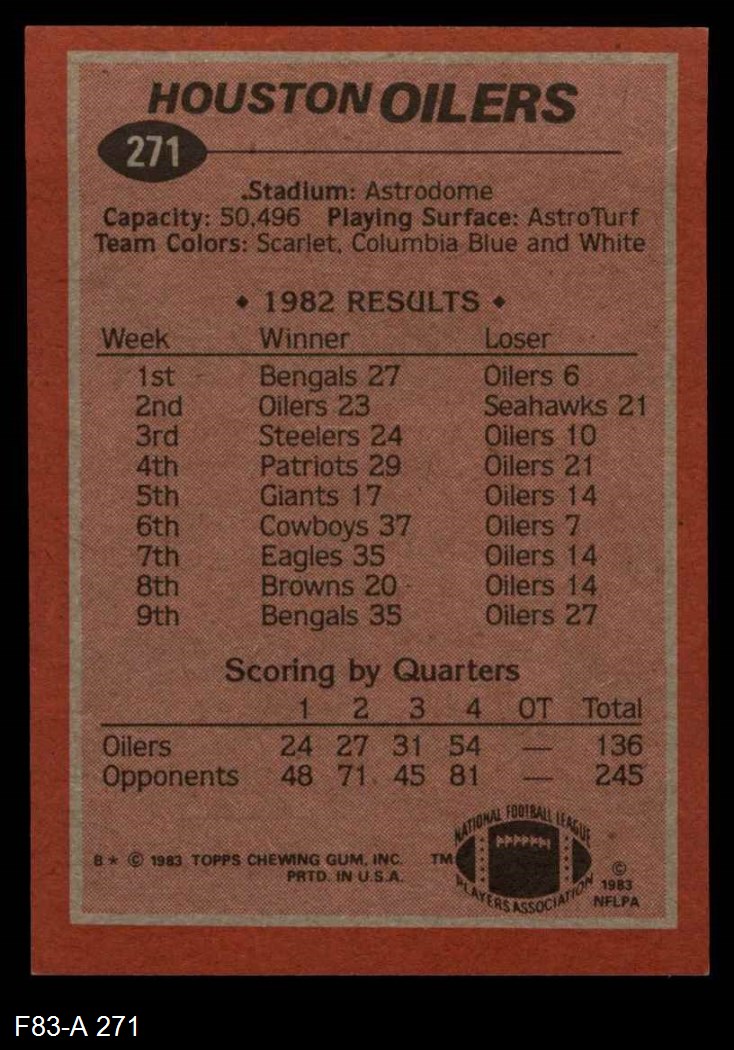 HOUSTON OILERS
271
Stadium: Astrodome
Capacity: 50,496 Playing Surface: AstroTurf
Team Colors: Scarlet, Columbia Blue and White
◆ 1982 RESULTS ◆
Week Winner Loser
1st Bengals 27 Oilers 6
2nd Oilers 23 Seahawks 21
3rd Steelers 24 Oilers 10
4th Patriots 29 Oilers 21
5th Giants 17 Oilers 14
6th Cowboys 37 Oilers 7
7th Eagles 35 Oilers 14
8th Browns 20 Oilers 14
9th Bengals 35 Oilers 27
Scoring by Quarters
1 2 3 4 OT Total
Oilers 24 27 31 54 — 136
Opponents 48 71 45 81 — 245
B* © 1983 TOPPS CHEWING GUM, INC.
PRTD. IN U.S.A.
TM
NATIONAL FOOTBALL LEAGUE
PLAYERS ASSOCIATION
©
1983
NFLPA
F83-A 271